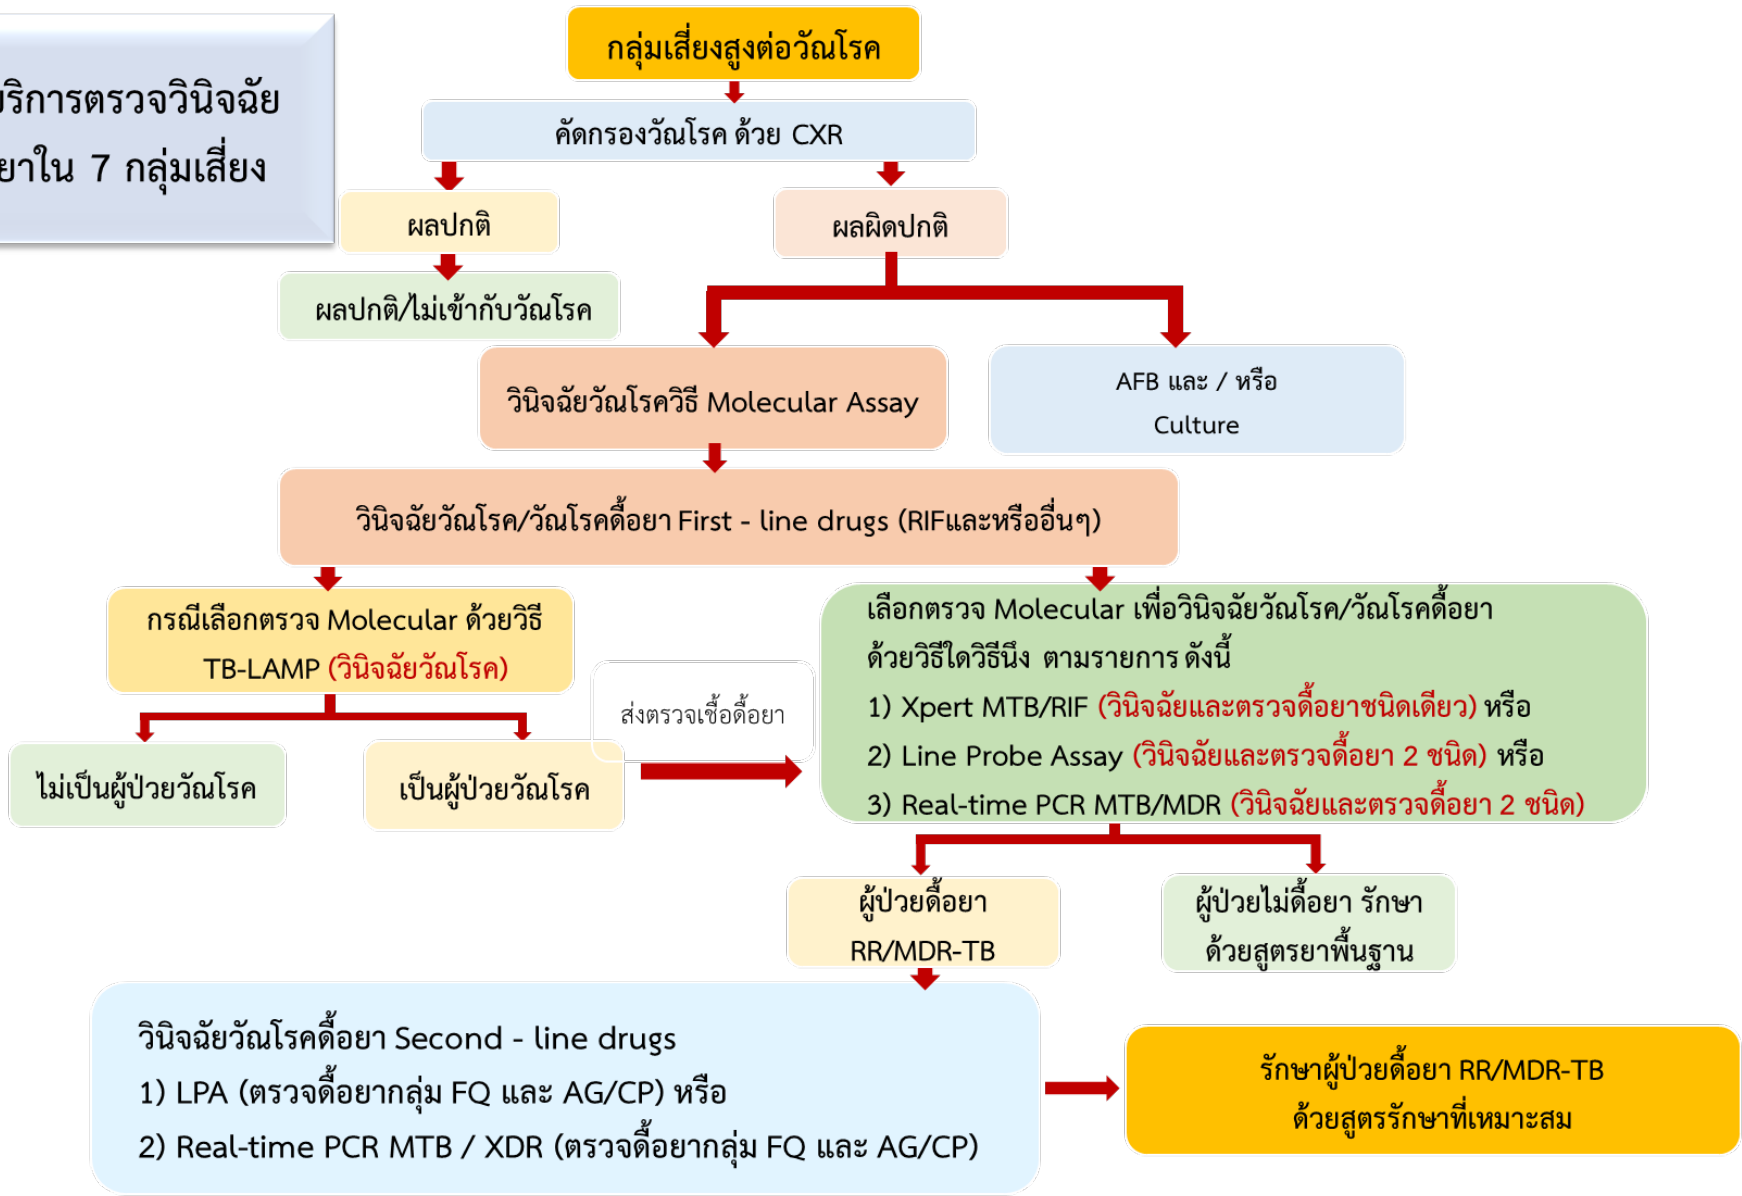 กลุ่มเสี่ยงสูงต่อวัณโรค
ริการตรวจวินิจฉัย
ยาใน 7 กลุ่มเสี่ยง
คัดกรองวัณโรค ด้วย CXR
ผลปกติ
ผลผิดปกติ
ผลปกติ/ไม่เข้ากับวัณโรค
วินิจฉัยวัณโรควิธี Molecular Assay
AFB และ / หรือ
Culture
วินิจฉัยวัณโรค/วัณโรคดื้อยา First - line drugs (RIFและหรืออื่นๆ)
กรณีเลือกตรวจ Molecular ด้วยวิธี
TB-LAMP (วินิจฉัยวัณโรค)
เลือกตรวจ Molecular เพื่อวินิจฉัยวัณโรค/วัณโรคดื้อยา
ด้วยวิธีใดวิธีนึง ตามรายการ ดังนี้
1) Xpert MTB/RIF (วินิจฉัยและตรวจดื้อยาชนิดเดียว) หรือ
2) Line Probe Assay (วินิจฉัยและตรวจดื้อยา 2 ชนิด) หรือ
3) Real-time PCR MTB/MDR (วินิจฉัยและตรวจดื้อยา 2 ชนิด)
ส่งตรวจเชื้อดื้อยา
ไม่เป็นผู้ป่วยวัณโรค
เป็นผู้ป่วยวัณโรค
ผู้ป่วยดื้อยา
RR/MDR-TB
ผู้ป่วยไม่ดื้อยา รักษา
ด้วยสูตรยาพื้นฐาน
วินิจฉัยวัณโรคดื้อยา Second - line drugs
1) LPA (ตรวจดื้อยากลุ่ม FQ และ AG/CP) หรือ
2) Real-time PCR MTB / XDR (ตรวจดื้อยากลุ่ม FQ และ AG/CP)
รักษาผู้ป่วยดื้อยา RR/MDR-TB
ด้วยสูตรรักษาที่เหมาะสม